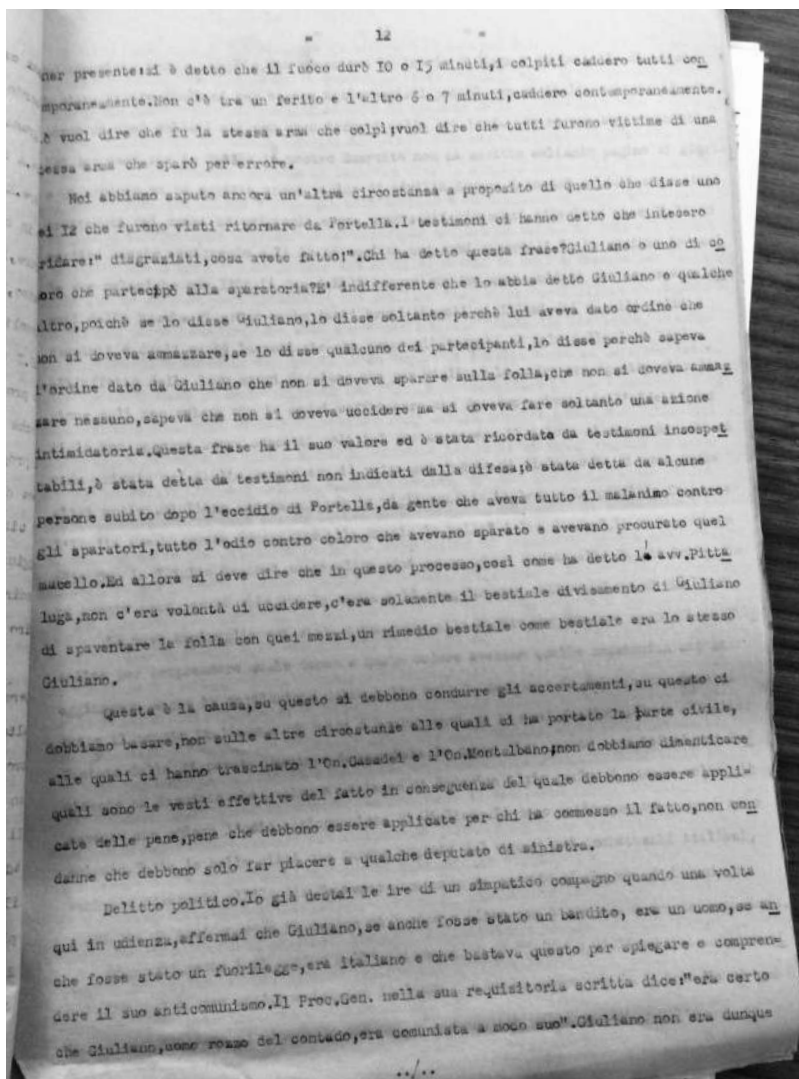 = 12 =
ner presente:si è detto che il fuoco durò IO o I5 minuti,i colpiti caddero tutti con
mporaneamente.Non c'è tra un ferito e l'altro 6 o 7 minuti,caddero contemporaneamente.
è vuol dire che fu la stessa arma che colpì;vuol dire che tutti furono vittime di una
tessa arma che sparò per errore.
Noi abbiamo saputo ancora un'altra circostanza a proposito di quello che disse uno
ei I2 che furono visti ritornare da Portella.I testimoni ci hanno detto che intesero
ridare:" disgraziati,cosa avete fatto!".Chi ha detto questa frase?Giuliano o uno di co
oro che partecipò alla sparatoria?E' indifferente che lo abbia detto Giuliano o qualche
altro,poichè se lo disse Giuliano,lo disse soltanto perchè lui aveva dato ordine che
non si doveva ammazzare,se lo disse qualcuno dei partecipanti,lo disse perchè sapeva
l'ordine dato da Giuliano che non si doveva sparare sulla folla,che non si doveva ammaz
zare nessuno,sapeva che non si doveva uccidere ma si doveva fare soltanto una azione
intimidatoria.Questa frase ha il suo valore ed è stata ricordata da testimoni insospet
tabili,è stata detta da testimoni non indicati dalla difesa;è stata detta da alcune
persone subito dopo l'eccidio di Portella,da gente che aveva tutto il malanimo contro
gli sparatori,tutto l'odio contro coloro che avevano sparato e avevano procurato quel
macello.Ed allora si deve dire che in questo processo,così come ha detto l' avv.Pitta
luga,non c'era volontà di uccidere,c'era solamente il bestiale divisamento di Giuliano
di spaventare la folla con quei mezzi,un rimedio bestiale come bestiale era lo stesso
Giuliano.
Questa è la causa,su questo si debbono condurre gli accertamenti,su questo ci
dobbiamo basare,non sulle altre circostanze alle quali ci ha portato la parte civile,
alle quali ci hanno trascinato l'On.Casadei e l'On.Montalbano;non dobbiamo dimenticare
quali sono le vesti effettive del fatto in conseguenza del quale debbono essere appli=
cate delle pene,pene che debbono essere applicate per chi ha commesso il fatto,non con
danne che debbono solo far piacere a qualche deputato di sinistra.
Delitto politico.Io già destai le ire di un simpatico compagno quando una volta
qui in udienza,affermai che Giuliano,se anche fosse stato un bandito, era un uomo,se an
che fosse stato un fuorilegge,era italiano e che bastava questo per spiegare e compren=
dere il suo anticomunismo.Il Proc.Gen. nella sua requisitoria scritta dice:"era certo
che Giuliano,uomo rozzo del contado,era comunista a modo suo".Giuliano non era dunque
../..